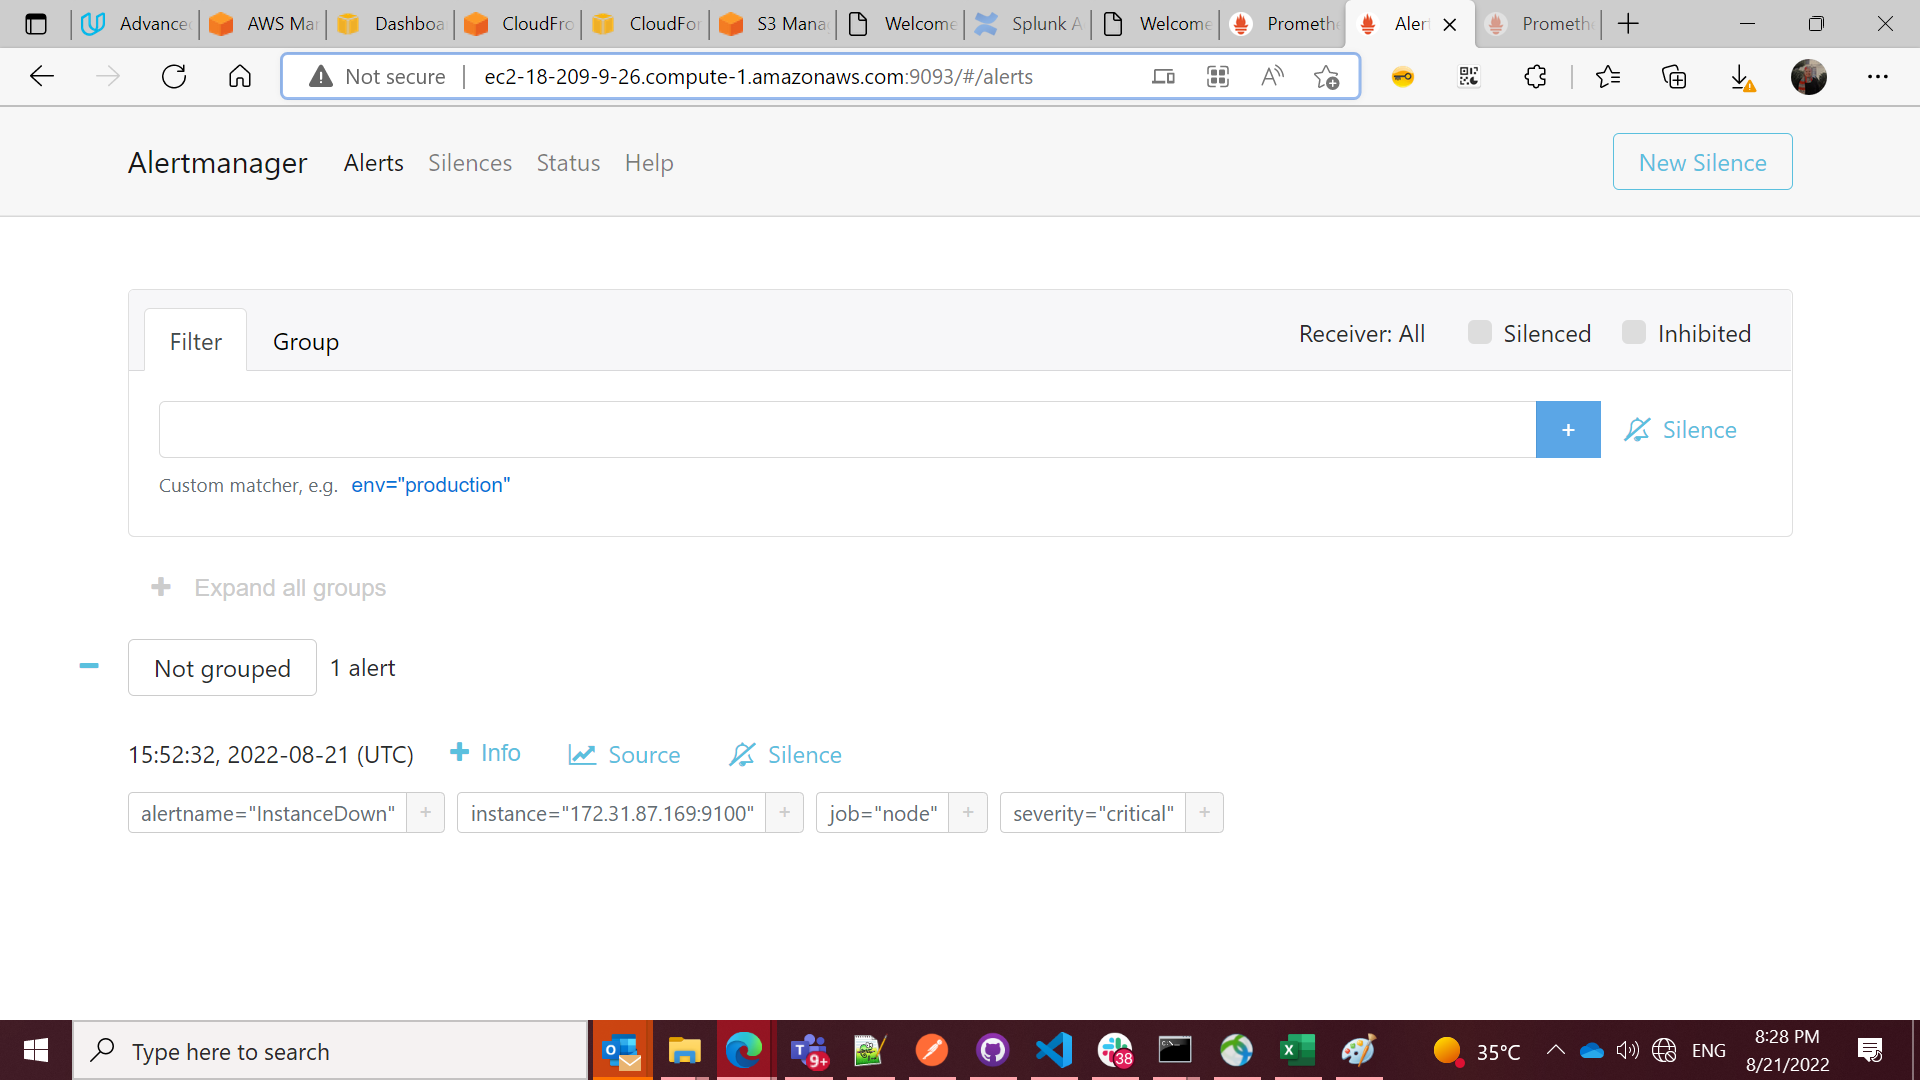 Advanced AWS Mar Dashboa CloudFro CloudFor S3 Mana Welcome Splunk A Welcome Promethe Alert Promethe
Not secure ec2-18-209-9-26.compute-1.amazonaws.com:9093/#/alerts
Alertmanager Alerts Silences Status Help New Silence
Filter Group Receiver: All Silenced Inhibited
+ Silence
Custom matcher, e.g. env="production"
+ Expand all groups
Not grouped 1 alert
15:52:32, 2022-08-21 (UTC) + Info Source Silence
alertname="InstanceDown" + instance="172.31.87.169:9100" + job="node" + severity="critical" +
Type here to search 9+ 38 35°C ENG 8:28 PM
8/21/2022